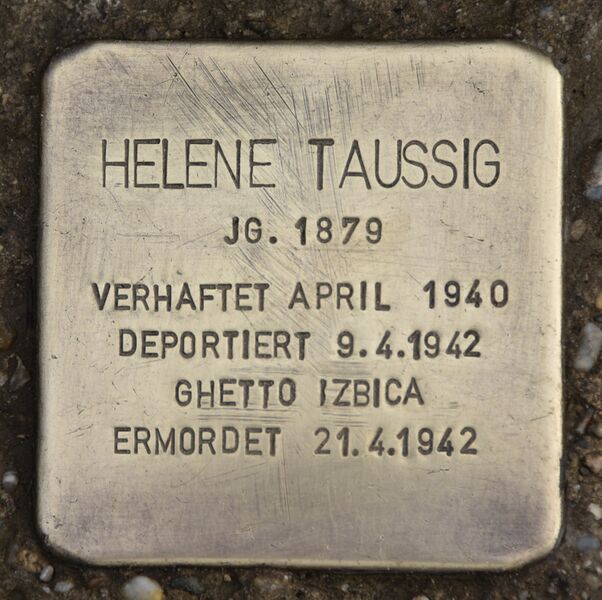 HELENE TAUSSIG
JG. 1879
VERHAFTET APRIL 1940
DEPORTIERT 9.4.1942
GHETTO IZBICA
ERMORDET 21.4.1942